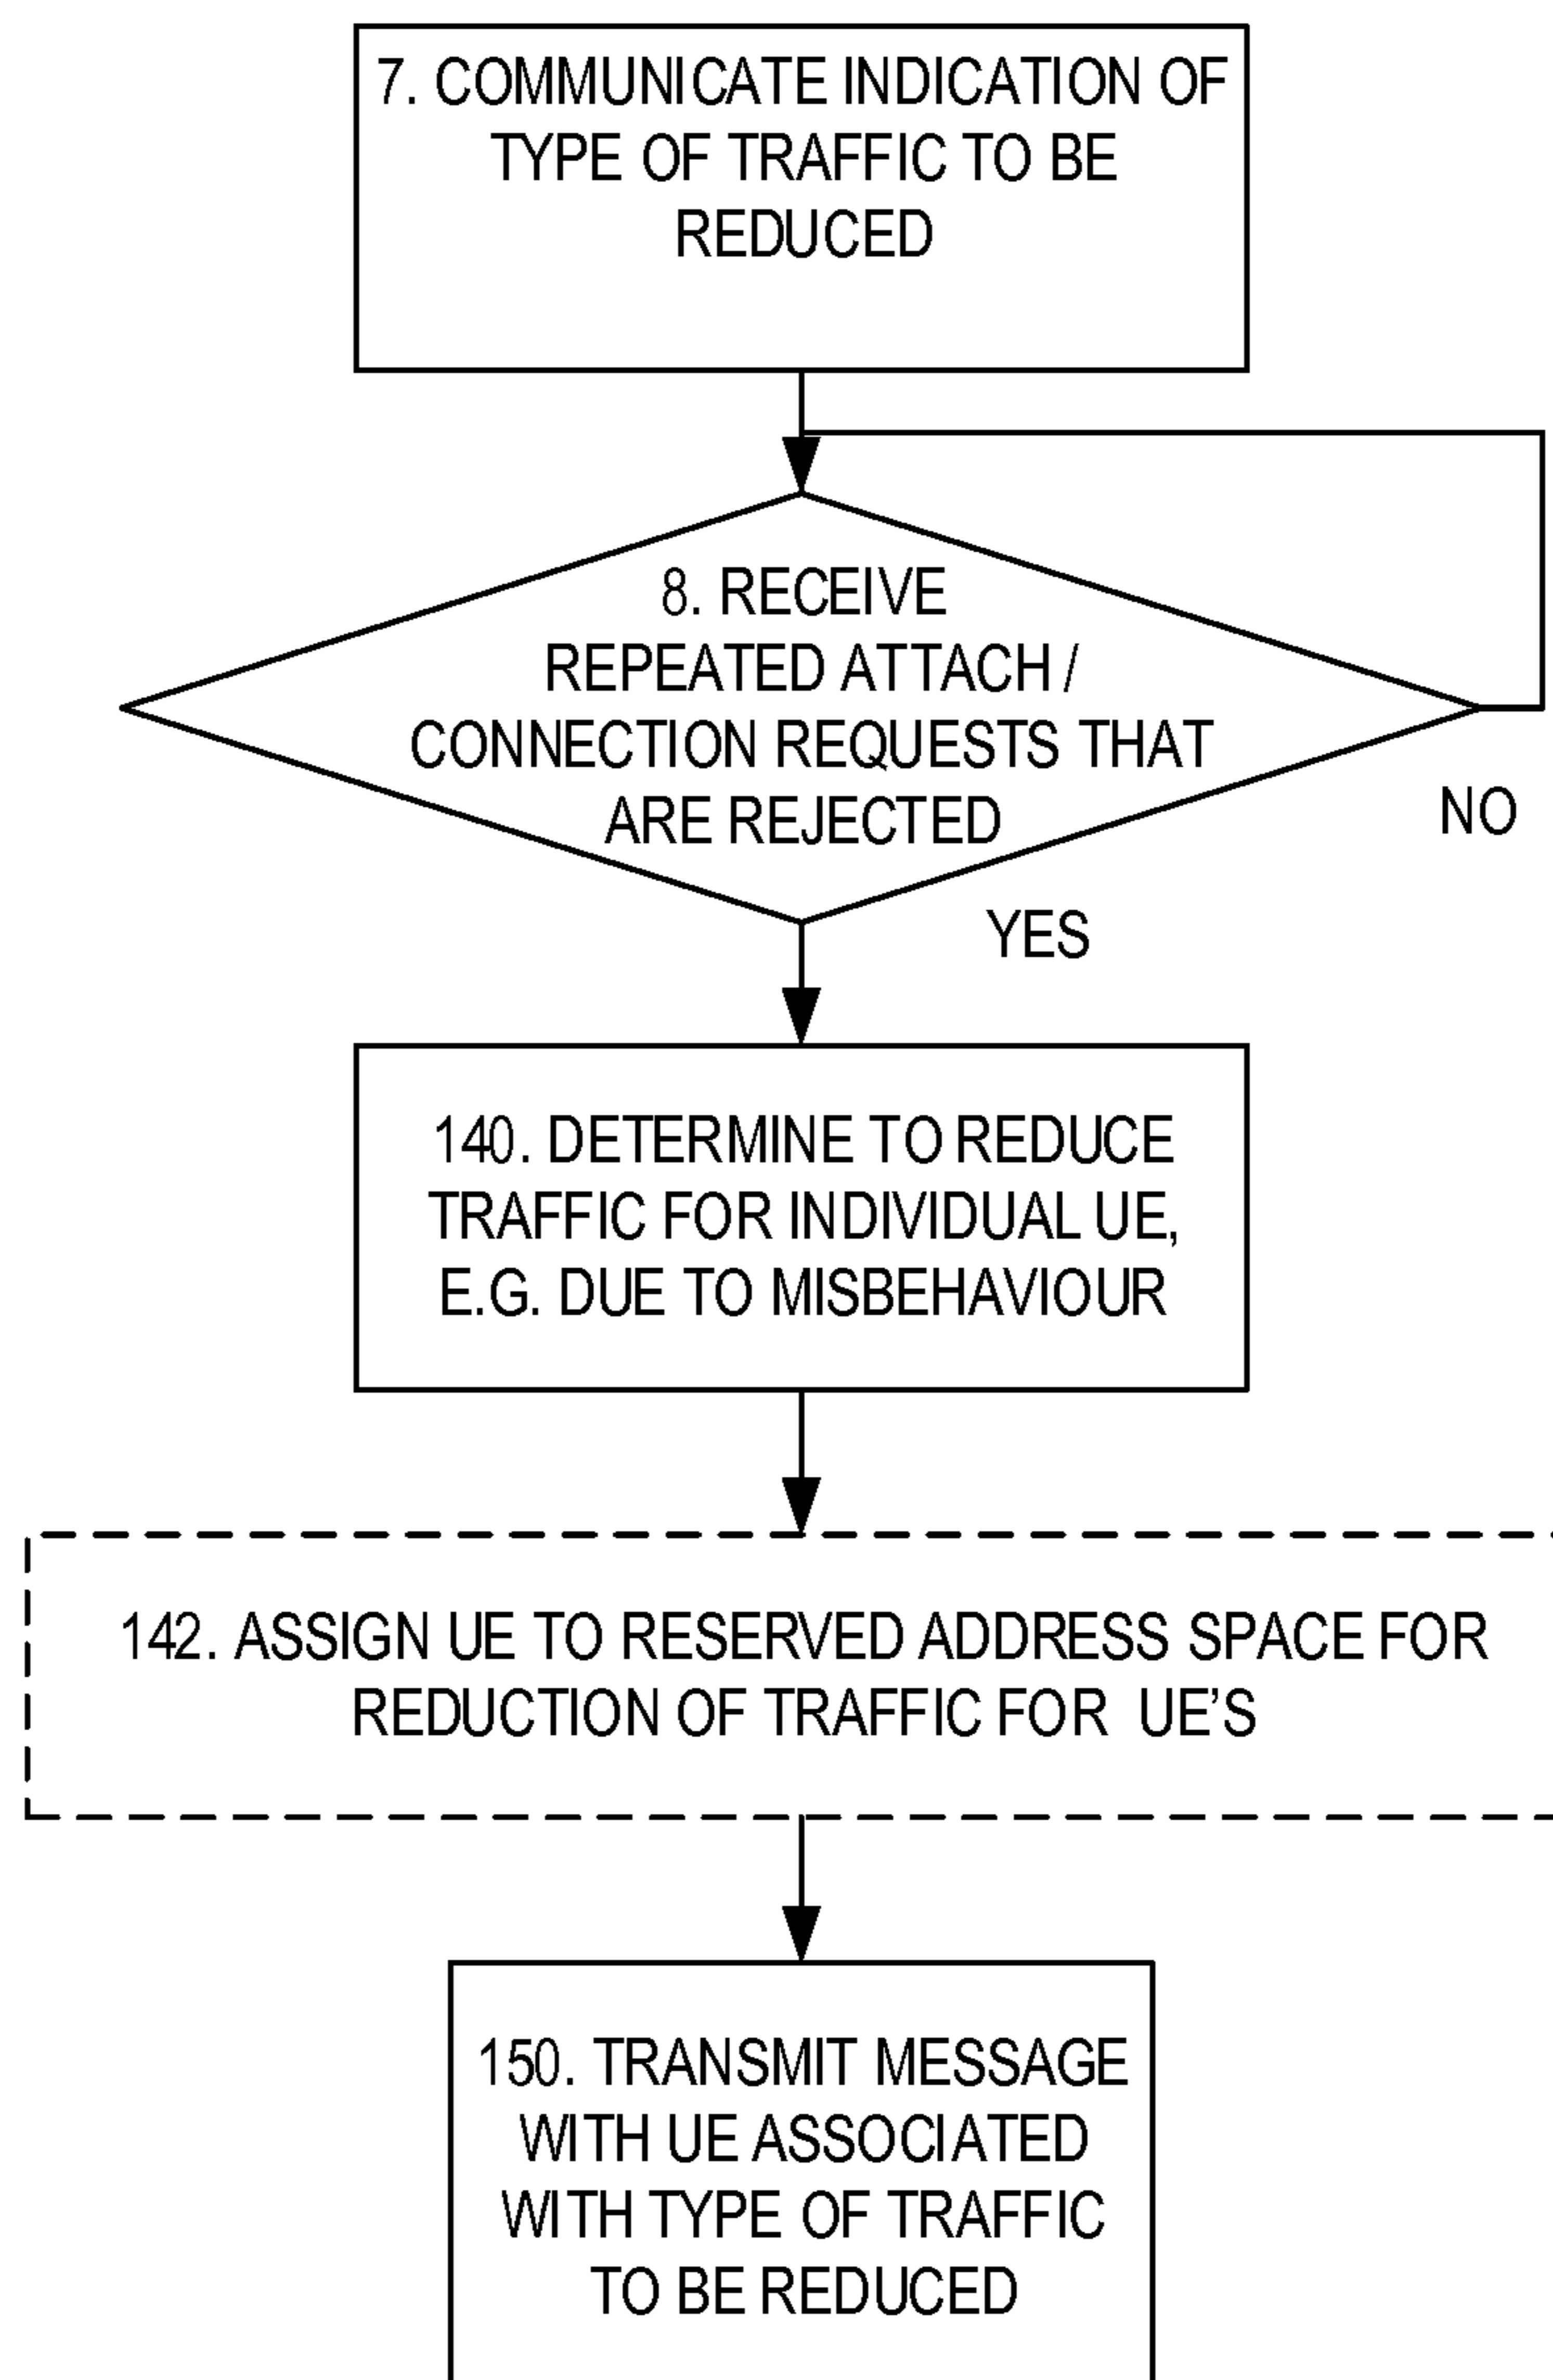 7. COMMUNICATE INDICATION OF
TYPE OF TRAFFIC TO BE
REDUCED
8. RECEIVE
REPEATED ATTACH /
CONNECTION REQUESTS THAT
ARE REJECTED
NO
YES
140. DETERMINE TO REDUCE
TRAFFIC FOR INDIVIDUAL UE,
E.G. DUE TO MISBEHAVIOUR
142. ASSIGN UE TO RESERVED ADDRESS SPACE FOR
REDUCTION OF TRAFFIC FOR UE’S
150. TRANSMIT MESSAGE
WITH UE ASSOCIATED
WITH TYPE OF TRAFFIC
TO BE REDUCED